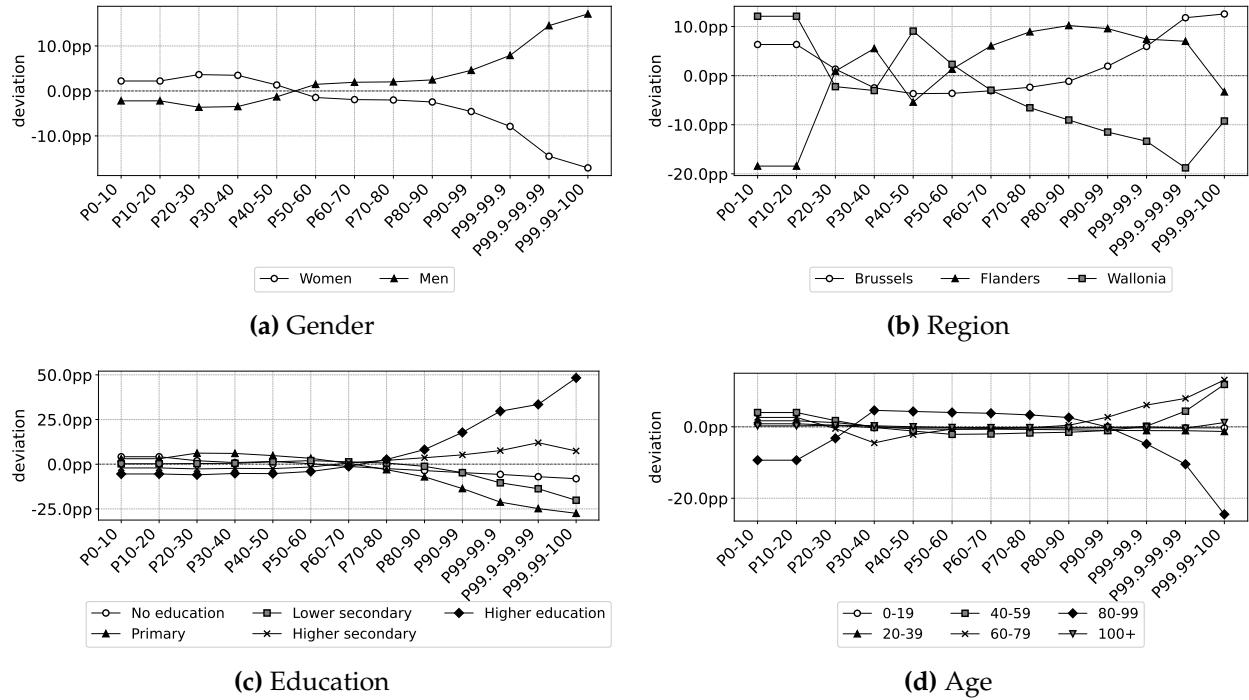 10.0pp
0.0pp
-10.0pp
deviation
P0-10
P10-20
P20-30
P30-40
P40-50
P50-60
P60-70
P70-80
P80-90
P90-99
P99-99.9
P99.9-99.99
P99.99-100
Women Men
(a) Gender
10.0pp
0.0pp
-10.0pp
-20.0pp
deviation
P0-10
P10-20
P20-30
P30-40
P40-50
P50-60
P60-70
P70-80
P80-90
P90-99
P99-99.9
P99.9-99.99
P99.99-100
Brussels Flanders Wallonia
(b) Region
50.0pp
25.0pp
0.0pp
-25.0pp
deviation
P0-10
P10-20
P20-30
P30-40
P40-50
P50-60
P60-70
P70-80
P80-90
P90-99
P99-99.9
P99.9-99.99
P99.99-100
No education Lower secondary Higher education
Primary Higher secondary
(c) Education
0.0pp
-20.0pp
deviation
P0-10
P10-20
P20-30
P30-40
P40-50
P50-60
P60-70
P70-80
P80-90
P90-99
P99-99.9
P99.9-99.99
P99.99-100
0-19 40-59 80-99
20-39 60-79 100+
(d) Age